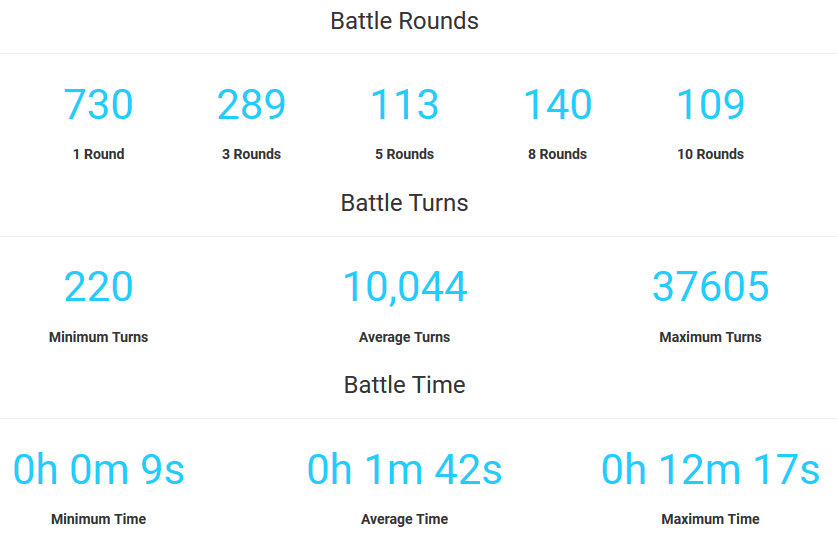 Battle Rounds
730 289 113 140 109
1 Round 3 Rounds 5 Rounds 8 Rounds 10 Rounds
Battle Turns
220 10,044 37605
Minimum Turns Average Turns Maximum Turns
Battle Time
0h 0m 9s 0h 1m 42s 0h 12m 17s
Minimum Time Average Time Maximum Time